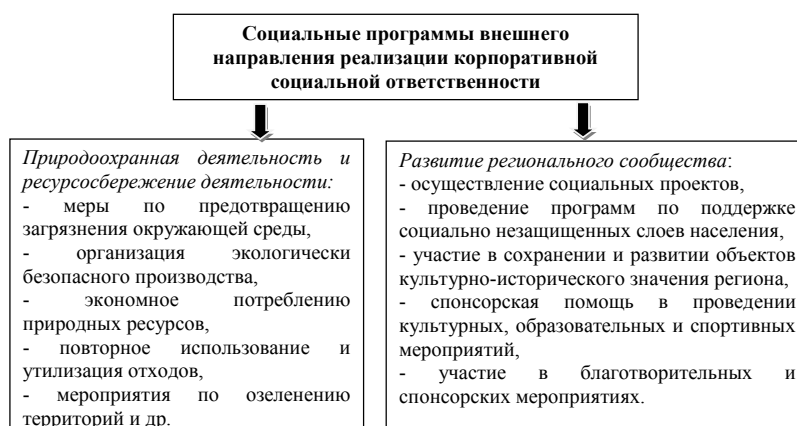 Социальные программы внешнего
направления реализации корпоративной
социальной ответственности
Природоохранная деятельность и
ресурсосбережение деятельности:
- меры по предотвращению
загрязнения окружающей среды,
- организация экологически
безопасного производства,
- экономное потреблению
природных ресурсов,
- повторное использование и
утилизация отходов,
- мероприятия по озеленению
территорий и др.
Развитие регионального сообщества:
- осуществление социальных проектов,
- проведение программ по поддержке
социально незащищенных слоев населения,
- участие в сохранении и развитии объектов
культурно-исторического значения региона,
- спонсорская помощь в проведении
культурных, образовательных и спортивных
мероприятий,
- участие в благотворительных и
спонсорских мероприятиях.